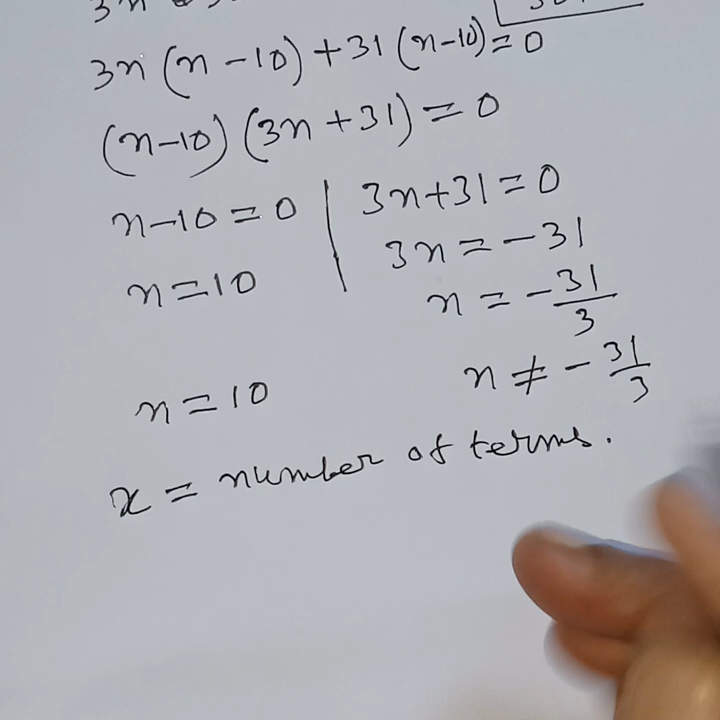 3n(n-10)+31(n-10)=0
(n-10)(3n+31)=0
n-10=0 | 3n+31=0
3n=-31
n=10
n=-31/3
n=10
n≠-31/3
x = number of terms.